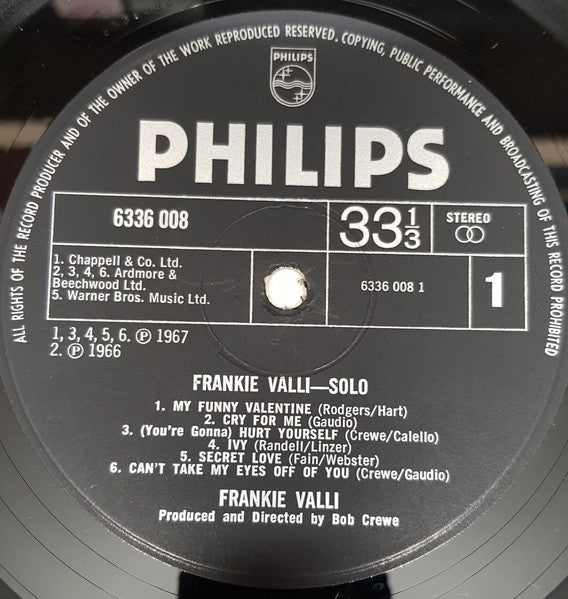 ALL RIGHTS OF THE RECORD PRODUCER AND OF THE OWNER OF THE WORK REPRODUCED RESERVED. COPYING, PUBLIC PERFORMANCE AND BROADCASTING OF THIS RECORD PROHIBITED
PHILIPS
PHILIPS
6336 008
33 1/3
STEREO
1. Chappell & Co. Ltd.
2, 3, 4, 6. Ardmore &
Beechwood Ltd.
5. Warner Bros. Music Ltd.
6336 008 1
1
1, 3, 4, 5, 6. ℗ 1967
2. ℗ 1966
FRANKIE VALLI—SOLO
1. MY FUNNY VALENTINE (Rodgers/Hart)
2. CRY FOR ME (Gaudio)
3. (You're Gonna) HURT YOURSELF (Crewe/Calello)
4. IVY (Randell/Linzer)
5. SECRET LOVE (Fain/Webster)
6. CAN'T TAKE MY EYES OFF OF YOU (Crewe/Gaudio)
FRANKIE VALLI
Produced and Directed by Bob Crewe